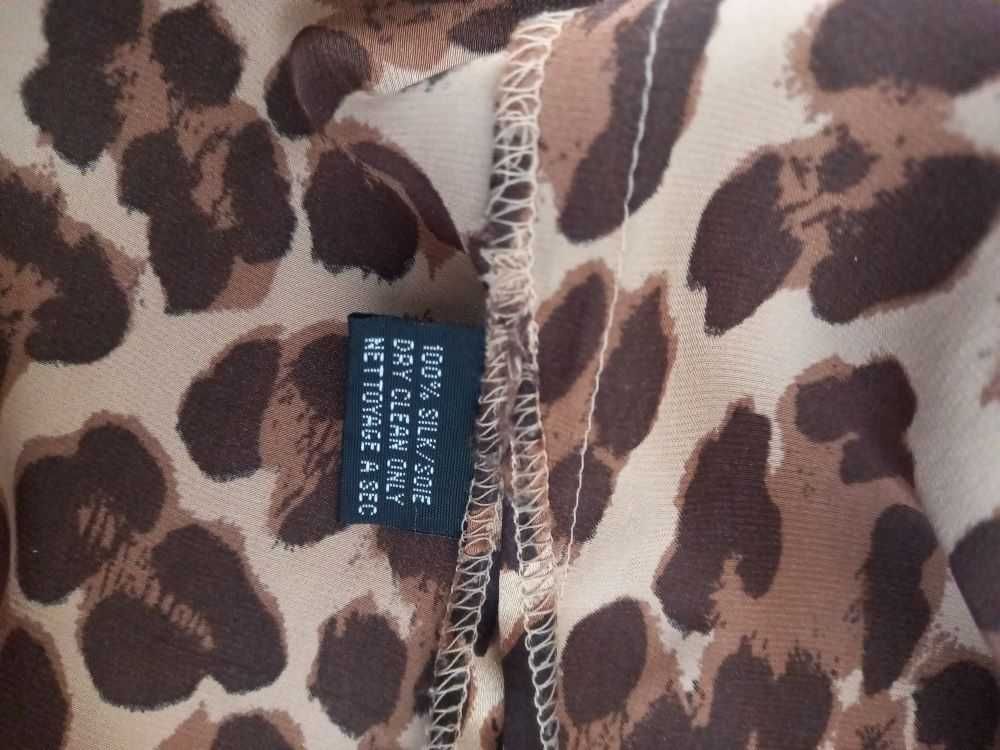 100% SILK/SOIE
DRY CLEAN ONLY
NETTOYAGE A SEC